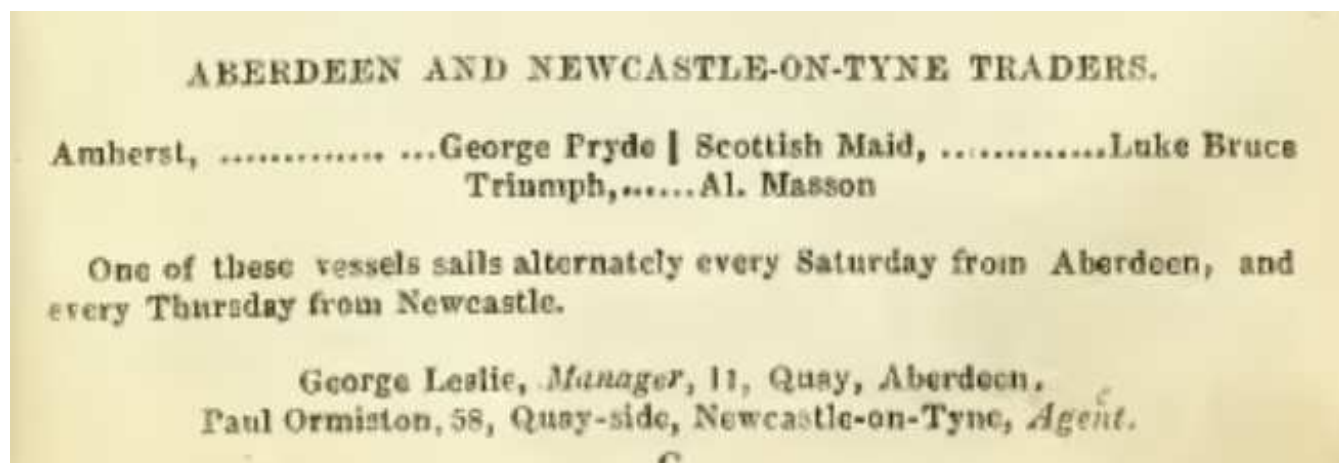 ABERDEEN AND NEWCASTLE-ON-TYNE TRADERS.
Amherst, ................George Pryde | Scottish Maid, .............Luke Bruce
Triumph,......Al. Masson
One of these vessels sails alternately every Saturday from Aberdeen, and
every Thursday from Newcastle.
George Leslie, Manager, 11, Quay, Aberdeen.
Paul Ormiston, 58, Quay-side, Newcastle-on-Tyne, Agent.